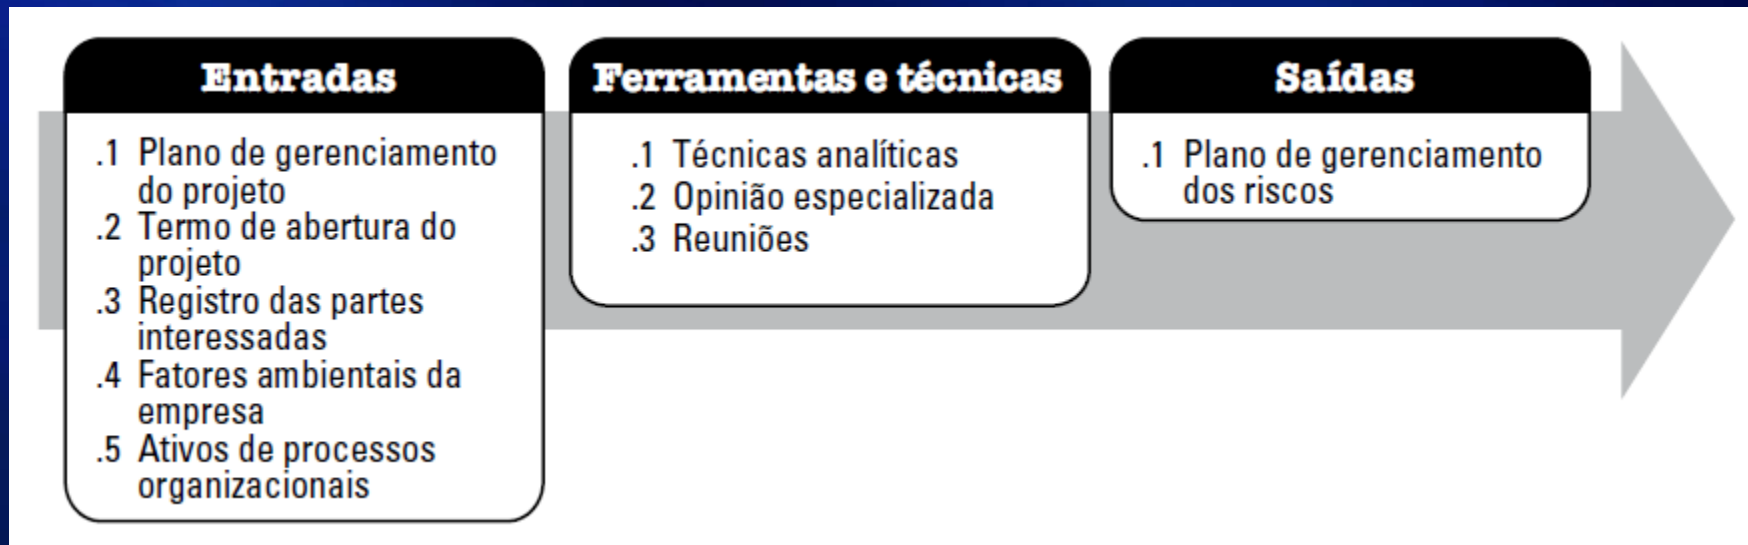 Entradas
.1 Plano de gerenciamento
do projeto
.2 Termo de abertura do
projeto
.3 Registro das partes
interessadas
.4 Fatores ambientais da
empresa
.5 Ativos de processos
organizacionais
Ferramentas e técnicas
.1 Técnicas analíticas
.2 Opinião especializada
.3 Reuniões
Saídas
.1 Plano de gerenciamento
dos riscos